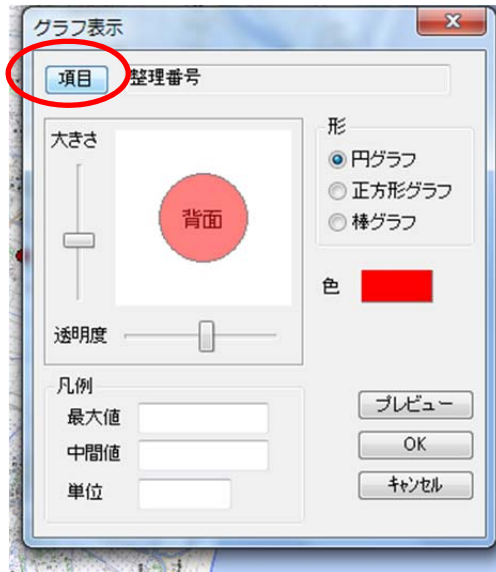 グラフ表示
項目 整理番号
大きさ
背面
透明度
形
円グラフ
正方形グラフ
棒グラフ
色
凡例
最大値
中間値
単位
プレビュー
OK
キャンセル